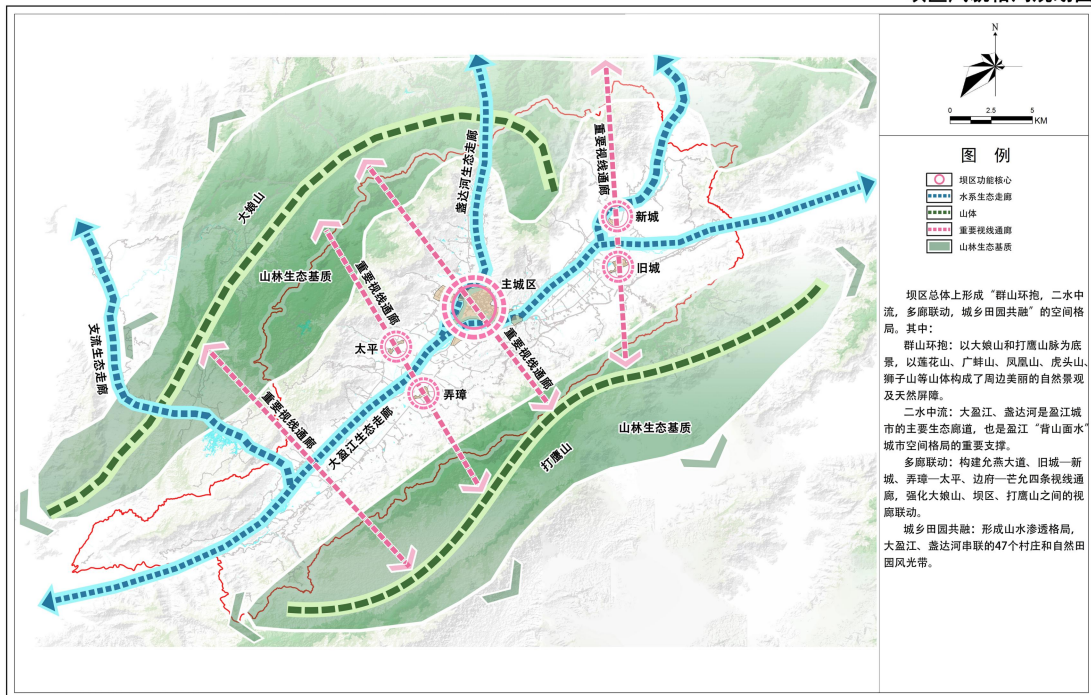 N
0 2.5 5
KM
图 例
坝区功能核心
水系生态走廊
山体
重要视线通廊
山林生态基质
坝区总体上形成“群山环抱，二水中
流，多廊联动，城乡田园共融”的空间格
局。其中：
群山环抱：以大娘山和打鹰山脉为底
景，以莲花山、广蚌山、凤凰山、虎头山、
狮子山等山体构成了周边美丽的自然景观
及天然屏障。
二水中流：大盈江、盏达河是盈江城
市的主要生态廊道，也是盈江“背山面水”
城市空间格局的重要支撑。
多廊联动：构建允燕大道、旧城—新
城、弄璋—太平、边府—芒允四条视线通
廊，强化大娘山、坝区、打鹰山之间的视
廊联动。
城乡田园共融：形成山水渗透格局，
大盈江、盏达河串联的47个村庄和自然田
园风光带。
盏达河生态走廊
重要视线通廊
大娘山
新城
山林生态基质
旧城
重要视线通廊
主城区
支流生态走廊
太平
重要视线通廊
弄璋
重要视线通廊
大盈江生态走廊
山林生态基质
打鹰山